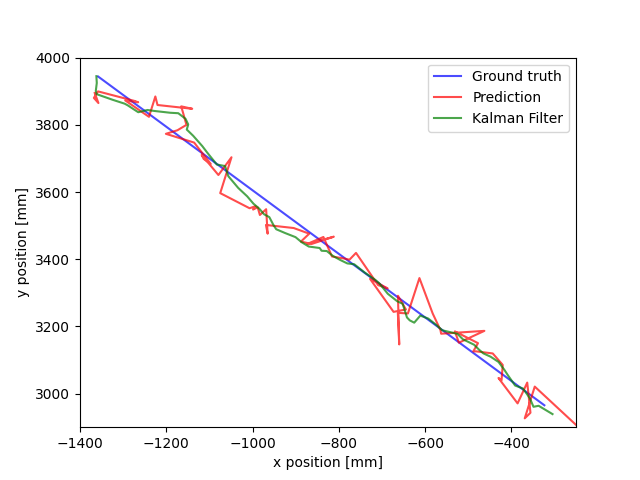 4000
3800
3600
3400
3200
3000
y position [mm]
−1400
−1200
−1000
−800
−600
−400
x position [mm]
Ground truth
Prediction
Kalman Filter